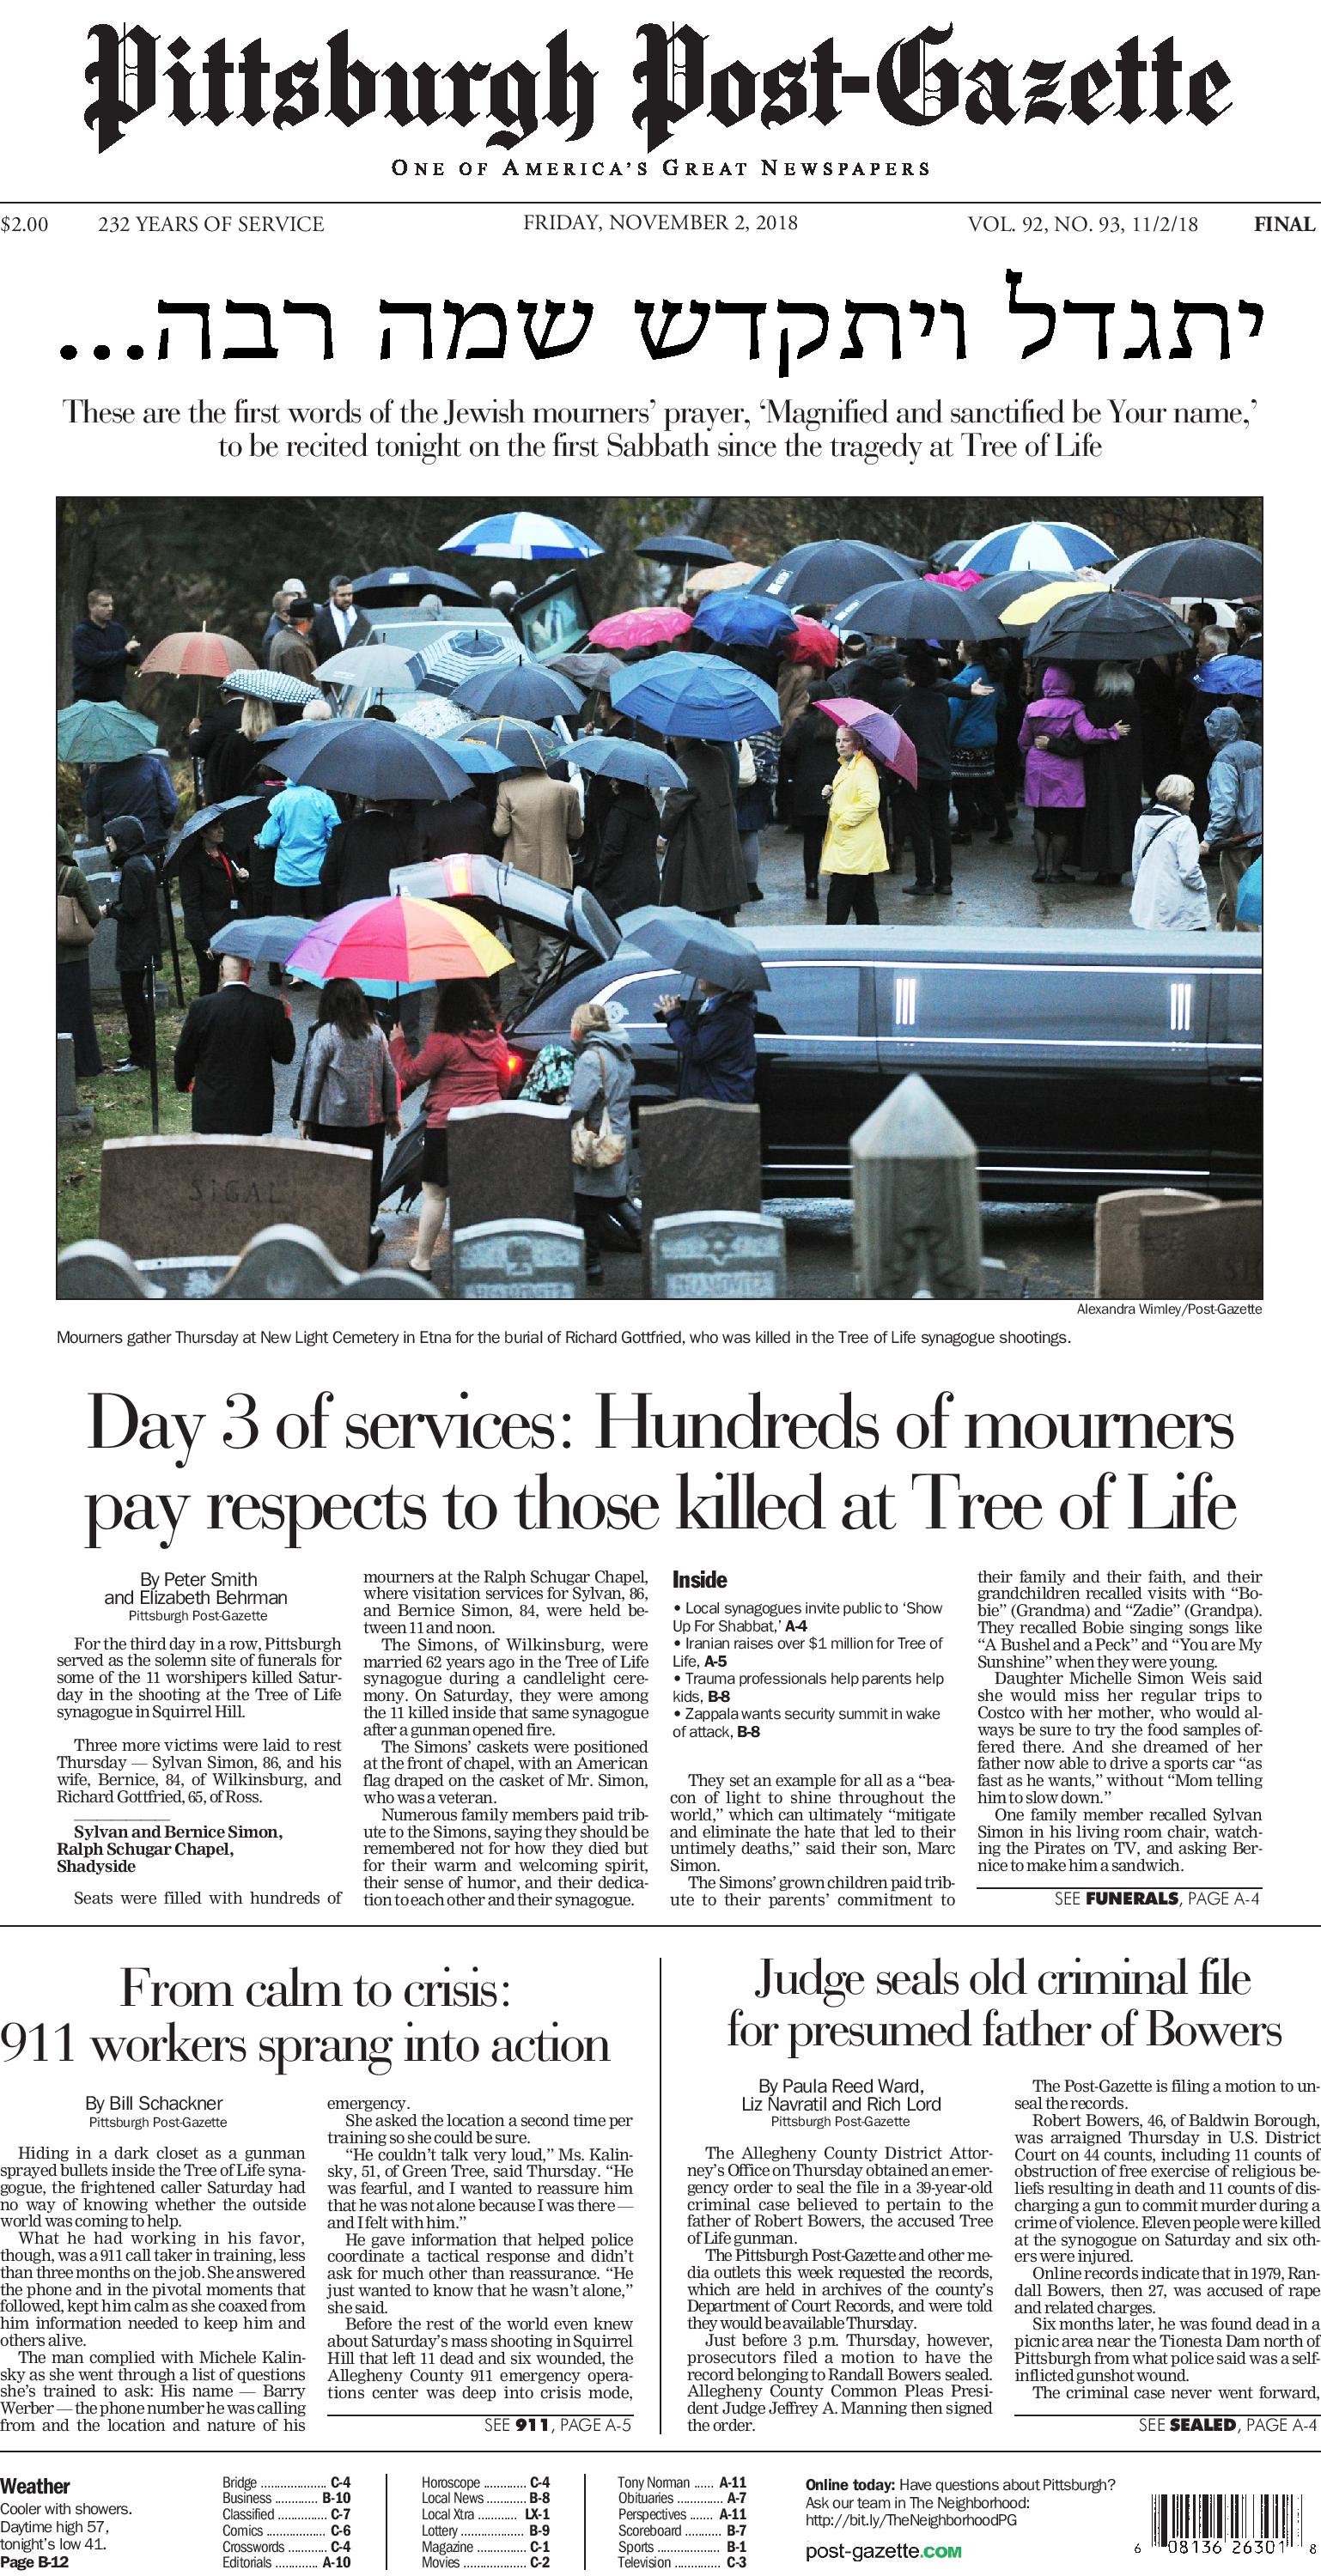 Pittsburgh Post-Gazette
ONE OF AMERICA'S GREAT NEWSPAPERS
$2.00 232 YEARS OF SERVICE FRIDAY, NOVEMBER 2, 2018 VOL. 92, NO. 93, 11/2/18 FINAL
יתגדל ויתקדש שמה רבה...
These are the first words of the Jewish mourners' prayer, 'Magnified and sanctified be Your name,'
to be recited tonight on the first Sabbath since the tragedy at Tree of Life
SIGAL
Alexandra Wimley/Post-Gazette
Mourners gather Thursday at New Light Cemetery in Etna for the burial of Richard Gottfried, who was killed in the Tree of Life synagogue shootings.
Day 3 of services: Hundreds of mourners
pay respects to those killed at Tree of Life
By Peter Smith
and Elizabeth Behrman
Pittsburgh Post-Gazette
For the third day in a row, Pittsburgh
served as the solemn site of funerals for
some of the 11 worshipers killed Satur-
day in the shooting at the Tree of Life
synagogue in Squirrel Hill.
Three more victims were laid to rest
Thursday — Sylvan Simon, 86, and his
wife, Bernice, 84, of Wilkinsburg, and
Richard Gottfried, 65, of Ross.
Sylvan and Bernice Simon,
Ralph Schugar Chapel,
Shadyside
Seats were filled with hundreds of
mourners at the Ralph Schugar Chapel,
where visitation services for Sylvan, 86,
and Bernice Simon, 84, were held be-
tween 11 and noon.
The Simons, of Wilkinsburg, were
married 62 years ago in the Tree of Life
synagogue during a candlelight cere-
mony. On Saturday, they were among
the 11 killed inside that same synagogue
after a gunman opened fire.
The Simons' caskets were positioned
at the front of chapel, with an American
flag draped on the casket of Mr. Simon,
who was a veteran.
Numerous family members paid trib-
ute to the Simons, saying they should be
remembered not for how they died but
for their warm and welcoming spirit,
their sense of humor, and their dedica-
tion to each other and their synagogue.
Inside
• Local synagogues invite public to 'Show
Up For Shabbat,' A-4
• Iranian raises over $1 million for Tree of
Life, A-5
• Trauma professionals help parents help
kids, B-8
• Zappala wants security summit in wake
of attack, B-8
They set an example for all as a "bea-
con of light to shine throughout the
world," which can ultimately "mitigate
and eliminate the hate that led to their
untimely deaths," said their son, Marc
Simon.
The Simons' grown children paid trib-
ute to their parents' commitment to
their family and their faith, and their
grandchildren recalled visits with "Bo-
bie" (Grandma) and "Zadie" (Grandpa).
They recalled Bobie singing songs like
"A Bushel and a Peck" and "You are My
Sunshine" when they were young.
Daughter Michelle Simon Weis said
she would miss her regular trips to
Costco with her mother, who would al-
ways be sure to try the food samples of-
fered there. And she dreamed of her
father now able to drive a sports car "as
fast as he wants," without "Mom telling
him to slow down."
One family member recalled Sylvan
Simon in his living room chair, watch-
ing the Pirates on TV, and asking Ber-
nice to make him a sandwich.
SEE FUNERALS, PAGE A-4
From calm to crisis:
911 workers sprang into action
By Bill Schackner
Pittsburgh Post-Gazette
Hiding in a dark closet as a gunman
sprayed bullets inside the Tree of Life syna-
gogue, the frightened caller Saturday had
no way of knowing whether the outside
world was coming to help.
What he had working in his favor,
though, was a 911 call taker in training, less
than three months on the job. She answered
the phone and in the pivotal moments that
followed, kept him calm as she coaxed from
him information needed to keep him and
others alive.
The man complied with Michele Kalin-
sky as she went through a list of questions
she's trained to ask: His name — Barry
Werber — the phone number he was calling
from and the location and nature of his
emergency.
She asked the location a second time per
training so she could be sure.
"He couldn't talk very loud," Ms. Kalin-
sky, 51, of Green Tree, said Thursday. "He
was fearful, and I wanted to reassure him
that he was not alone because I was there —
and I felt with him."
He gave information that helped police
coordinate a tactical response and didn't
ask for much other than reassurance. "He
just wanted to know that he wasn't alone,"
she said.
Before the rest of the world even knew
about Saturday's mass shooting in Squirrel
Hill that left 11 dead and six wounded, the
Allegheny County 911 emergency opera-
tions center was deep into crisis mode,
SEE 911, PAGE A-5
Judge seals old criminal file
for presumed father of Bowers
By Paula Reed Ward,
Liz Navratil and Rich Lord
Pittsburgh Post-Gazette
The Allegheny County District Attor-
ney's Office on Thursday obtained an emer-
gency order to seal the file in a 39-year-old
criminal case believed to pertain to the
father of Robert Bowers, the accused Tree
of Life gunman.
The Pittsburgh Post-Gazette and other me-
dia outlets this week requested the records,
which are held in archives of the county's
Department of Court Records, and were told
they would be available Thursday.
Just before 3 p.m. Thursday, however,
prosecutors filed a motion to have the
record belonging to Randall Bowers sealed.
Allegheny County Common Pleas Presi-
dent Judge Jeffrey A. Manning then signed
the order.
The Post-Gazette is filing a motion to un-
seal the records.
Robert Bowers, 46, of Baldwin Borough,
was arraigned Thursday in U.S. District
Court on 44 counts, including 11 counts of
obstruction of free exercise of religious be-
liefs resulting in death and 11 counts of dis-
charging a gun to commit murder during a
crime of violence. Eleven people were killed
at the synagogue on Saturday and six oth-
ers were injured.
Online records indicate that in 1979, Ran-
dall Bowers, then 27, was accused of rape
and related charges.
Six months later, he was found dead in a
picnic area near the Tionesta Dam north of
Pittsburgh from what police said was a self-
inflicted gunshot wound.
The criminal case never went forward,
SEE SEALED, PAGE A-4
Weather
Cooler with showers.
Daytime high 57,
tonight's low 41.
Page B-12
Bridge .................... C-4
Business ............. B-10
Classified .............. C-7
Comics .................. C-6
Crosswords ............ C-4
Editorials ............. A-10
Horoscope ............. C-4
Local News ............ B-8
Local Xtra ............ LX-1
Lottery ................... B-9
Magazine ............... C-1
Movies ................... C-2
Tony Norman ...... A-11
Obituaries .............. A-7
Perspectives ....... A-11
Scoreboard ........... B-7
Sports ................... B-1
Television .............. C-3
Online today: Have questions about Pittsburgh?
Ask our team in The Neighborhood:
http://bit.ly/TheNeighborhoodPG
post-gazette.COM
6 08136 26301 8